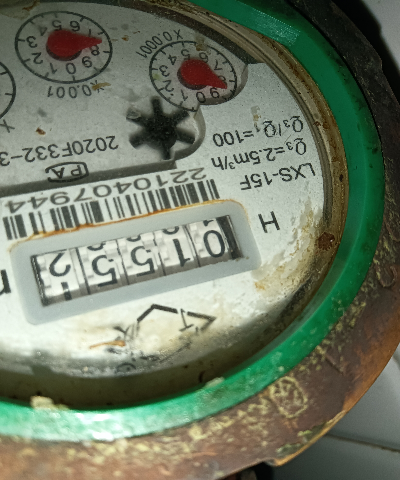 H
01552
2210407944
LXS-15F
Q₃=2.5m³/h
Q₃/Q₁=100
PA
2020F332-3
X0.0001
X0.001